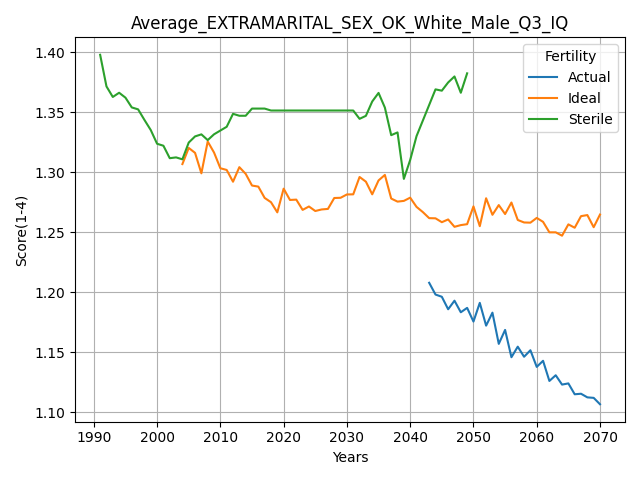 Average_EXTRAMARITAL_SEX_OK_White_Male_Q3_IQ
Fertility
Actual
Ideal
Sterile
Score(1-4)
1.40
1.35
1.30
1.25
1.20
1.15
1.10
1990 2000 2010 2020 2030 2040 2050 2060 2070
Years